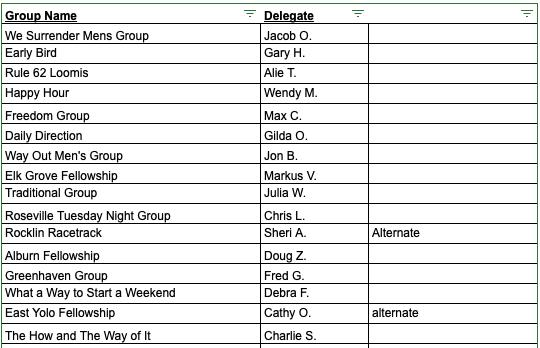 Group Name Delegate
We Surrender Mens Group Jacob O.
Early Bird Gary H.
Rule 62 Loomis Alie T.
Happy Hour Wendy M.
Freedom Group Max C.
Daily Direction Gilda O.
Way Out Men's Group Jon B.
Elk Grove Fellowship Markus V.
Traditional Group Julia W.
Roseville Tuesday Night Group Chris L.
Rocklin Racetrack Sheri A. Alternate
Alburn Fellowship Doug Z.
Greenhaven Group Fred G.
What a Way to Start a Weekend Debra F.
East Yolo Fellowship Cathy O. alternate
The How and The Way of It Charlie S.